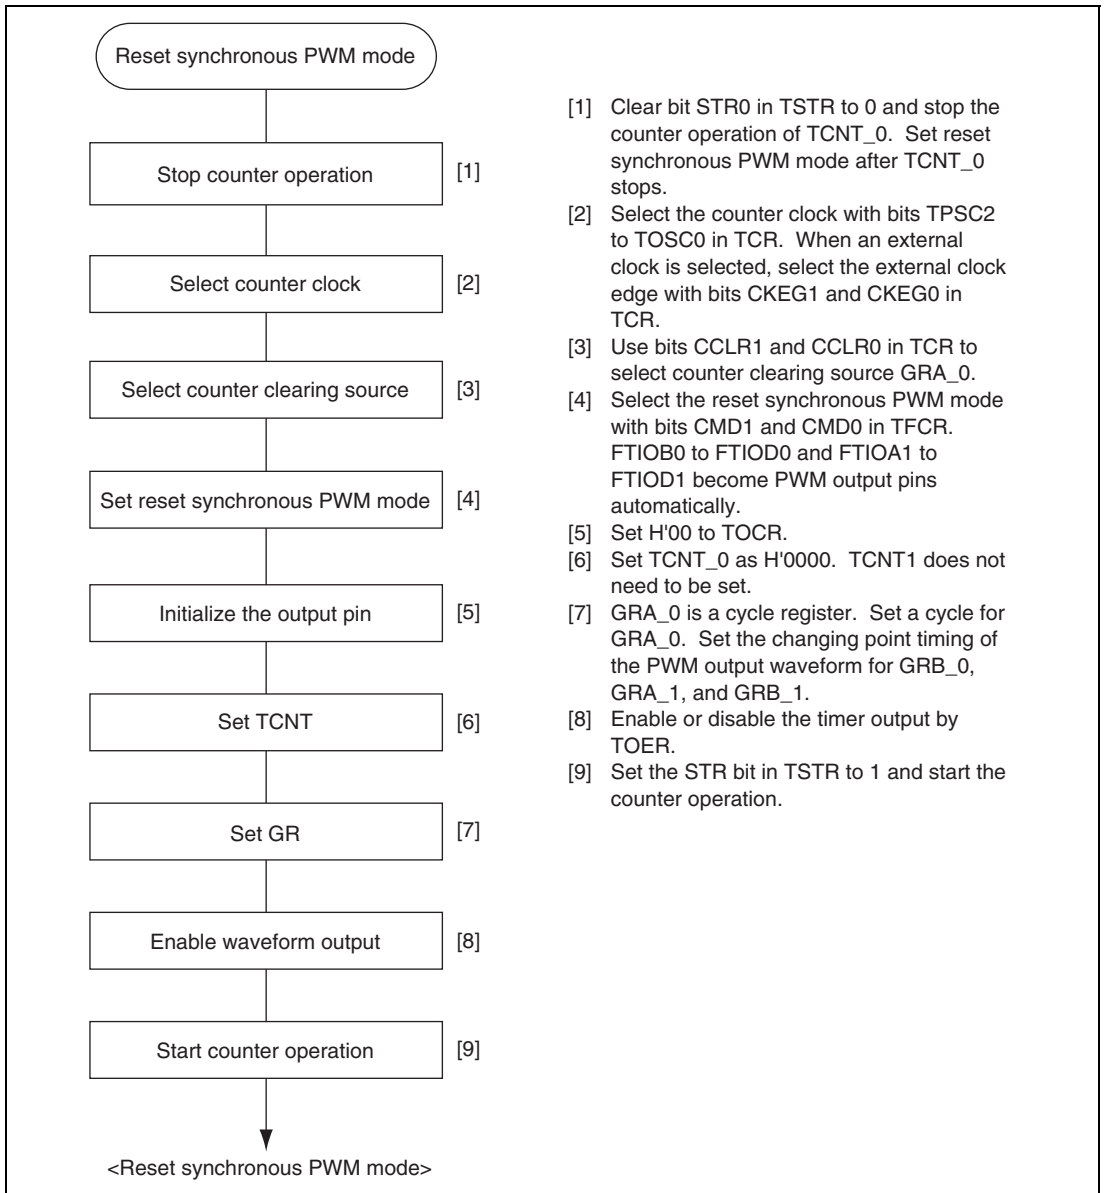 Reset synchronous PWM mode
Stop counter operation [1]
Select counter clock [2]
Select counter clearing source [3]
Set reset synchronous PWM mode [4]
Initialize the output pin [5]
Set TCNT [6]
Set GR [7]
Enable waveform output [8]
Start counter operation [9]
<Reset synchronous PWM mode>
[1] Clear bit STR0 in TSTR to 0 and stop the
counter operation of TCNT_0. Set reset
synchronous PWM mode after TCNT_0
stops.
[2] Select the counter clock with bits TPSC2
to TOSC0 in TCR. When an external
clock is selected, select the external clock
edge with bits CKEG1 and CKEG0 in
TCR.
[3] Use bits CCLR1 and CCLR0 in TCR to
select counter clearing source GRA_0.
[4] Select the reset synchronous PWM mode
with bits CMD1 and CMD0 in TFCR.
FTIOB0 to FTIOD0 and FTIOA1 to
FTIOD1 become PWM output pins
automatically.
[5] Set H'00 to TOCR.
[6] Set TCNT_0 as H'0000. TCNT1 does not
need to be set.
[7] GRA_0 is a cycle register. Set a cycle for
GRA_0. Set the changing point timing of
the PWM output waveform for GRB_0,
GRA_1, and GRB_1.
[8] Enable or disable the timer output by
TOER.
[9] Set the STR bit in TSTR to 1 and start the
counter operation.